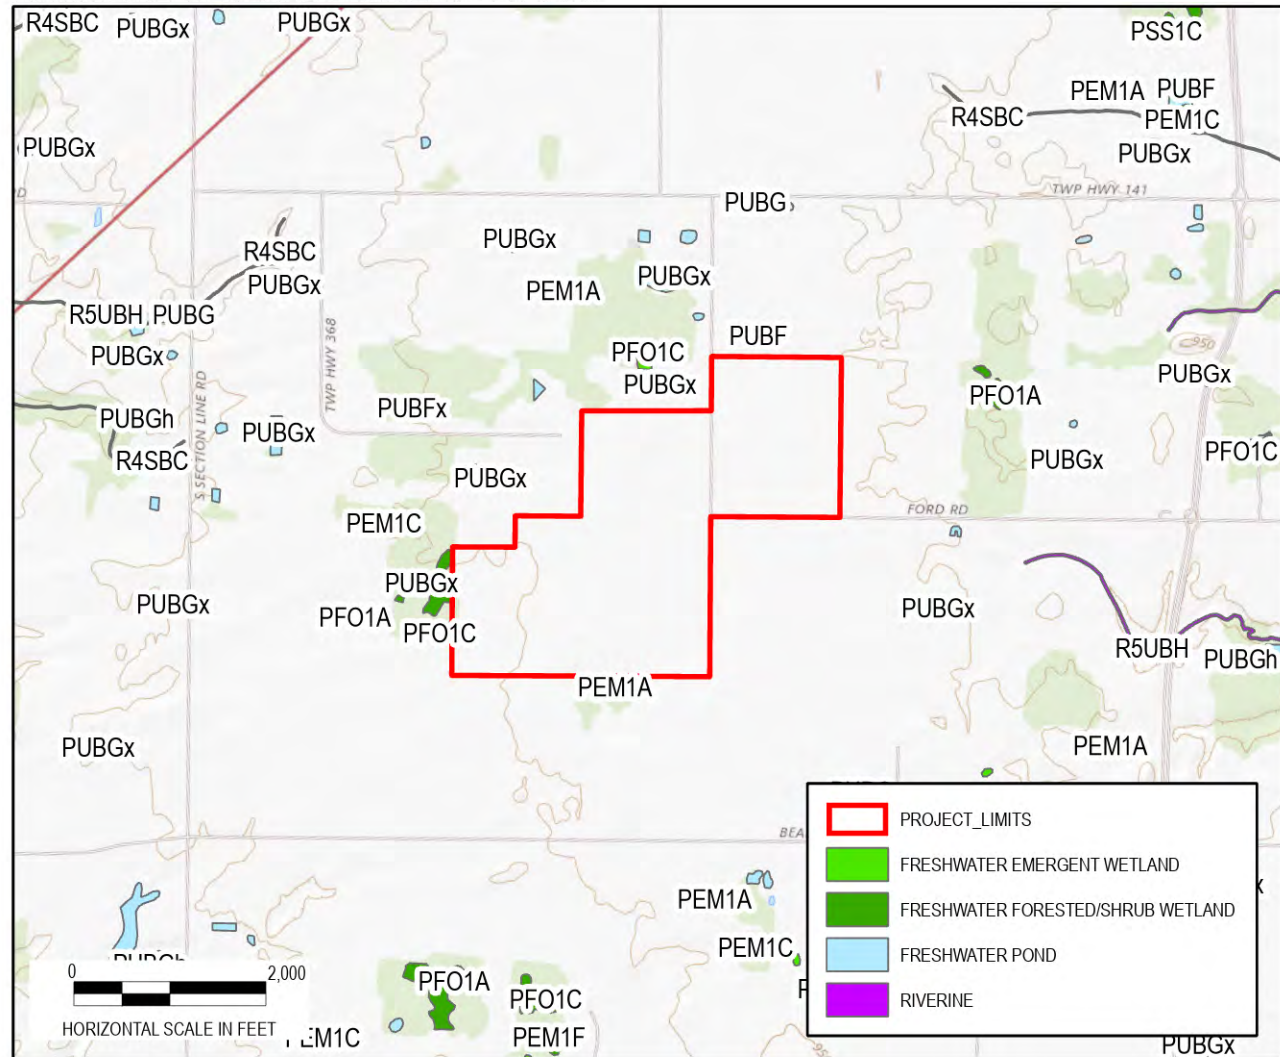 R4SBC
PUBGx
PUBGx
PSS1C
PEM1A
PUBF
R4SBC
PEM1C
PUBGx
PUBGx
TWP HWY 141
PUBG
R4SBC
PUBGx
PUBGx
PUBGx
PEM1A
R5UBH
PUBG
PUBF
950
PUBGx
PFO1C
PUBGx
PUBGx
TWP HWY 368
S SECTION LINE RD
PUBFx
PFO1A
PUBGh
PUBGx
R4SBC
PUBGx
PUBGx
PFO1C
FORD RD
PEM1C
PUBGx
PUBGx
PFO1A
PUBGx
PFO1C
R5UBH
PUBGh
PEM1A
PUBGx
PEM1A
PROJECT_LIMITS
FRESHWATER EMERGENT WETLAND
FRESHWATER FORESTED/SHRUB WETLAND
FRESHWATER POND
RIVERINE
PEM1A
PEM1C
PFO1A
PFO1C
PEM1F
0
2,000
HORIZONTAL SCALE IN FEET
PUBGx